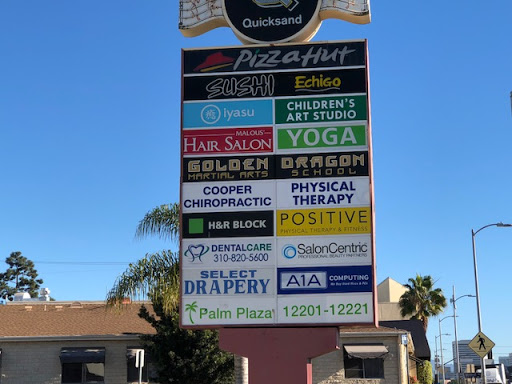 Quicksand
Pizza Hut
SUSHI Echigo
iyasu
CHILDREN'S
ART STUDIO
MALOUS'
HAIR SALON
YOGA
GOLDEN DRAGON
MARTIAL ARTS SCHOOL
COOPER
CHIROPRACTIC
PHYSICAL
THERAPY
H&R BLOCK
POSITIVE
PHYSICAL THERAPY & FITNESS
DENTALCARE
310-820-5600
SalonCentric
PROFESSIONAL BEAUTY PARTNERS
SELECT
DRAPERY
A1A COMPUTING
Palm Plaza 12201-12221